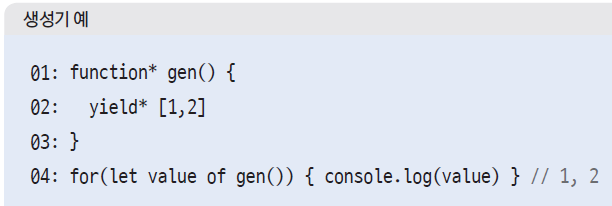 생성기 예
01: function* gen() {
02:   yield* [1,2]
03: }
04: for(let value of gen()) { console.log(value) } // 1, 2